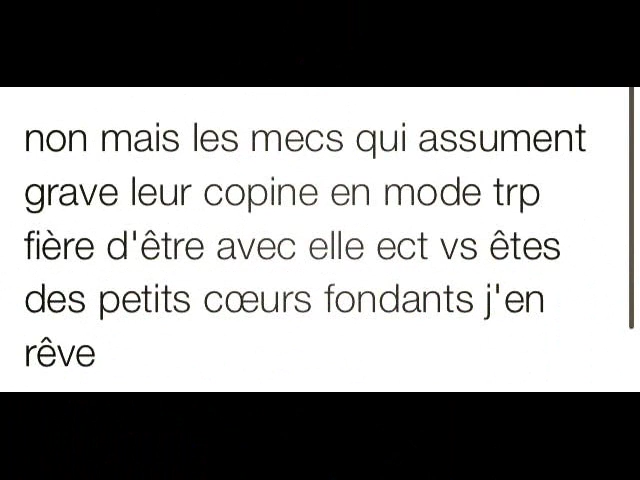 non mais les mecs qui assument
grave leur copine en mode trp
fière d'être avec elle ect vs êtes
des petits cœurs fondants j'en
rêve